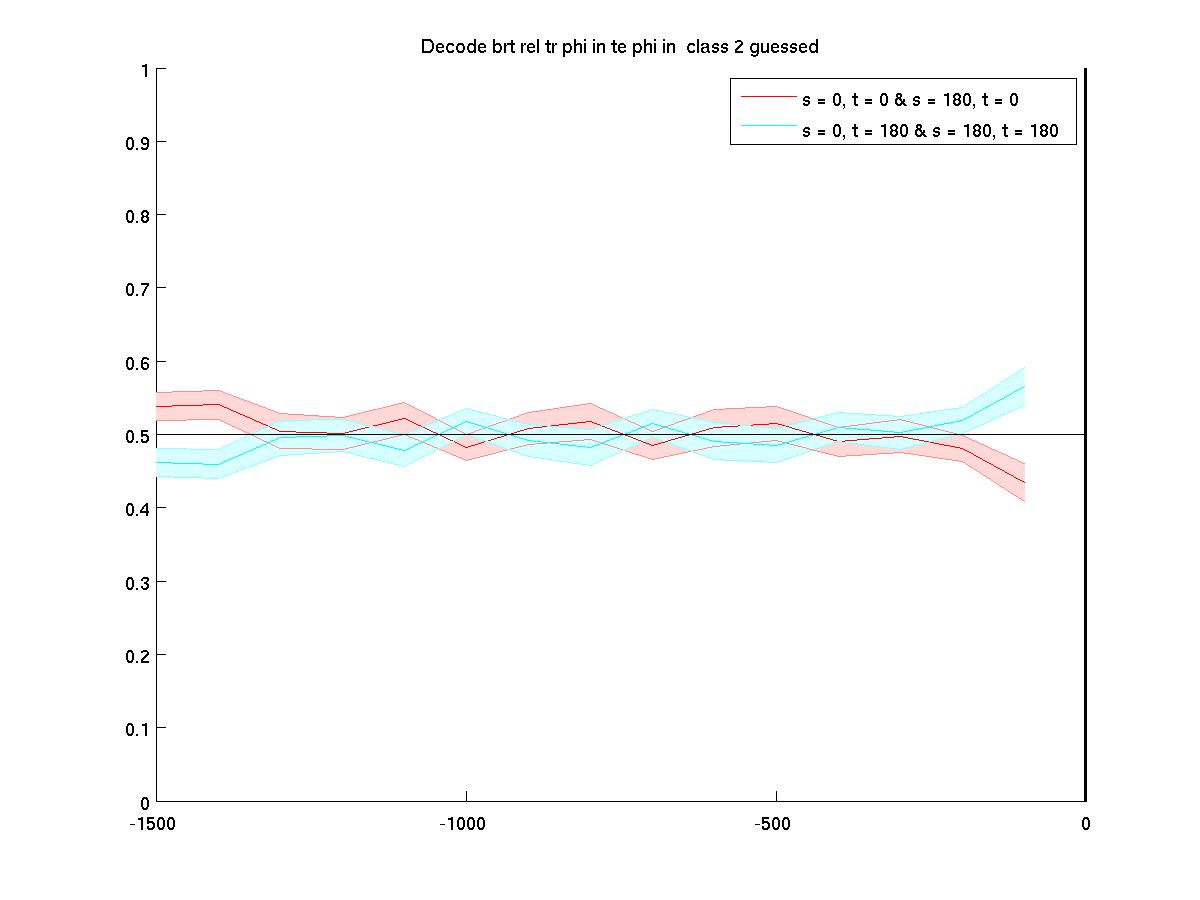 Decode brt rel tr phi in te phi in  class 2 guessed
s = 0, t = 0 & s = 180, t = 0
s = 0, t = 180 & s = 180, t = 180
1
0.9
0.8
0.7
0.6
0.5
0.4
0.3
0.2
0.1
0
-1500 -1000 -500 0